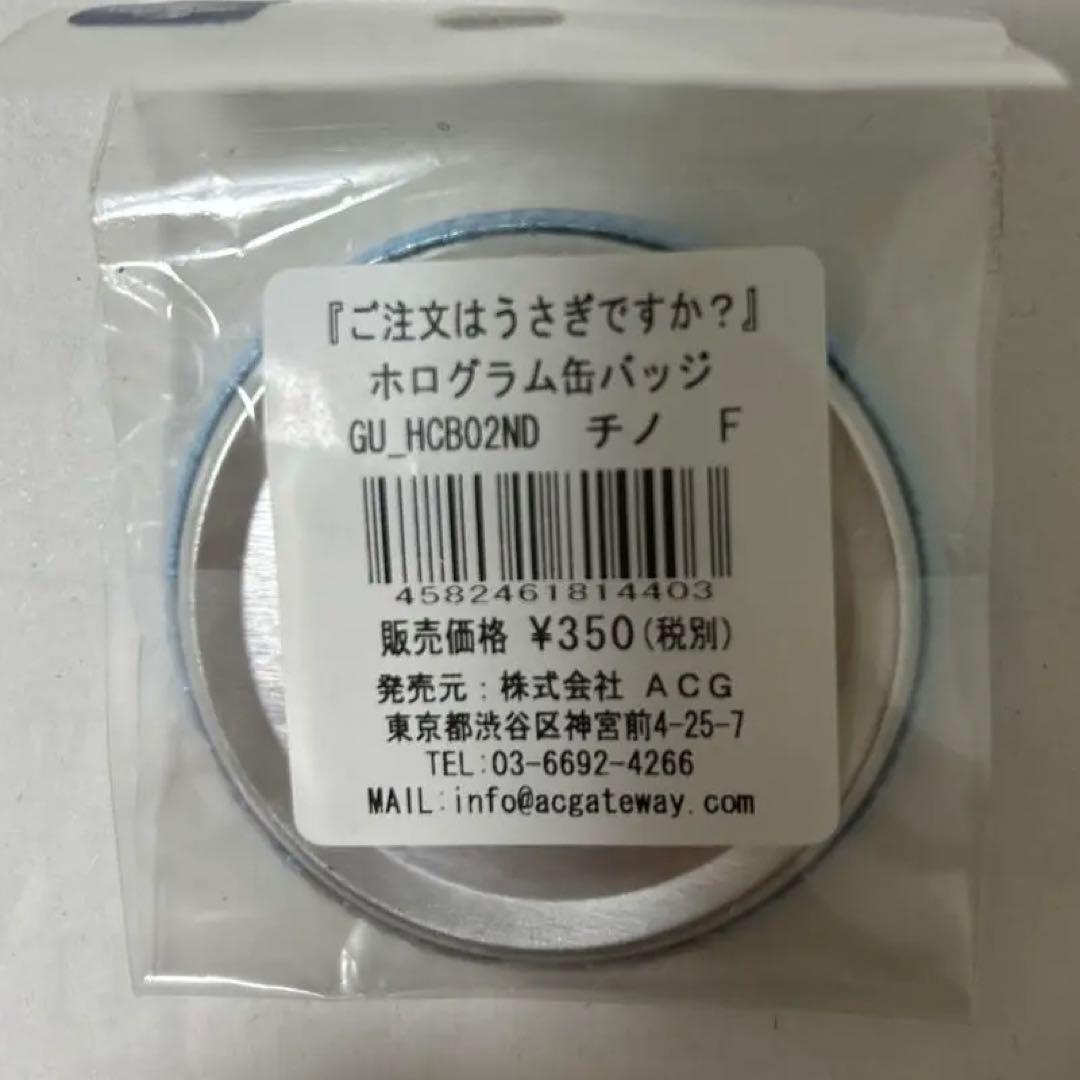 『ご注文はうさぎですか？』
ホログラム缶バッジ
GU_HCB02ND チノ F
4582461814403
販売価格 ¥350(税別)
発売元：株式会社 ACG
東京都渋谷区神宮前4-25-7
TEL:03-6692-4266
MAIL:info@acgateway.com